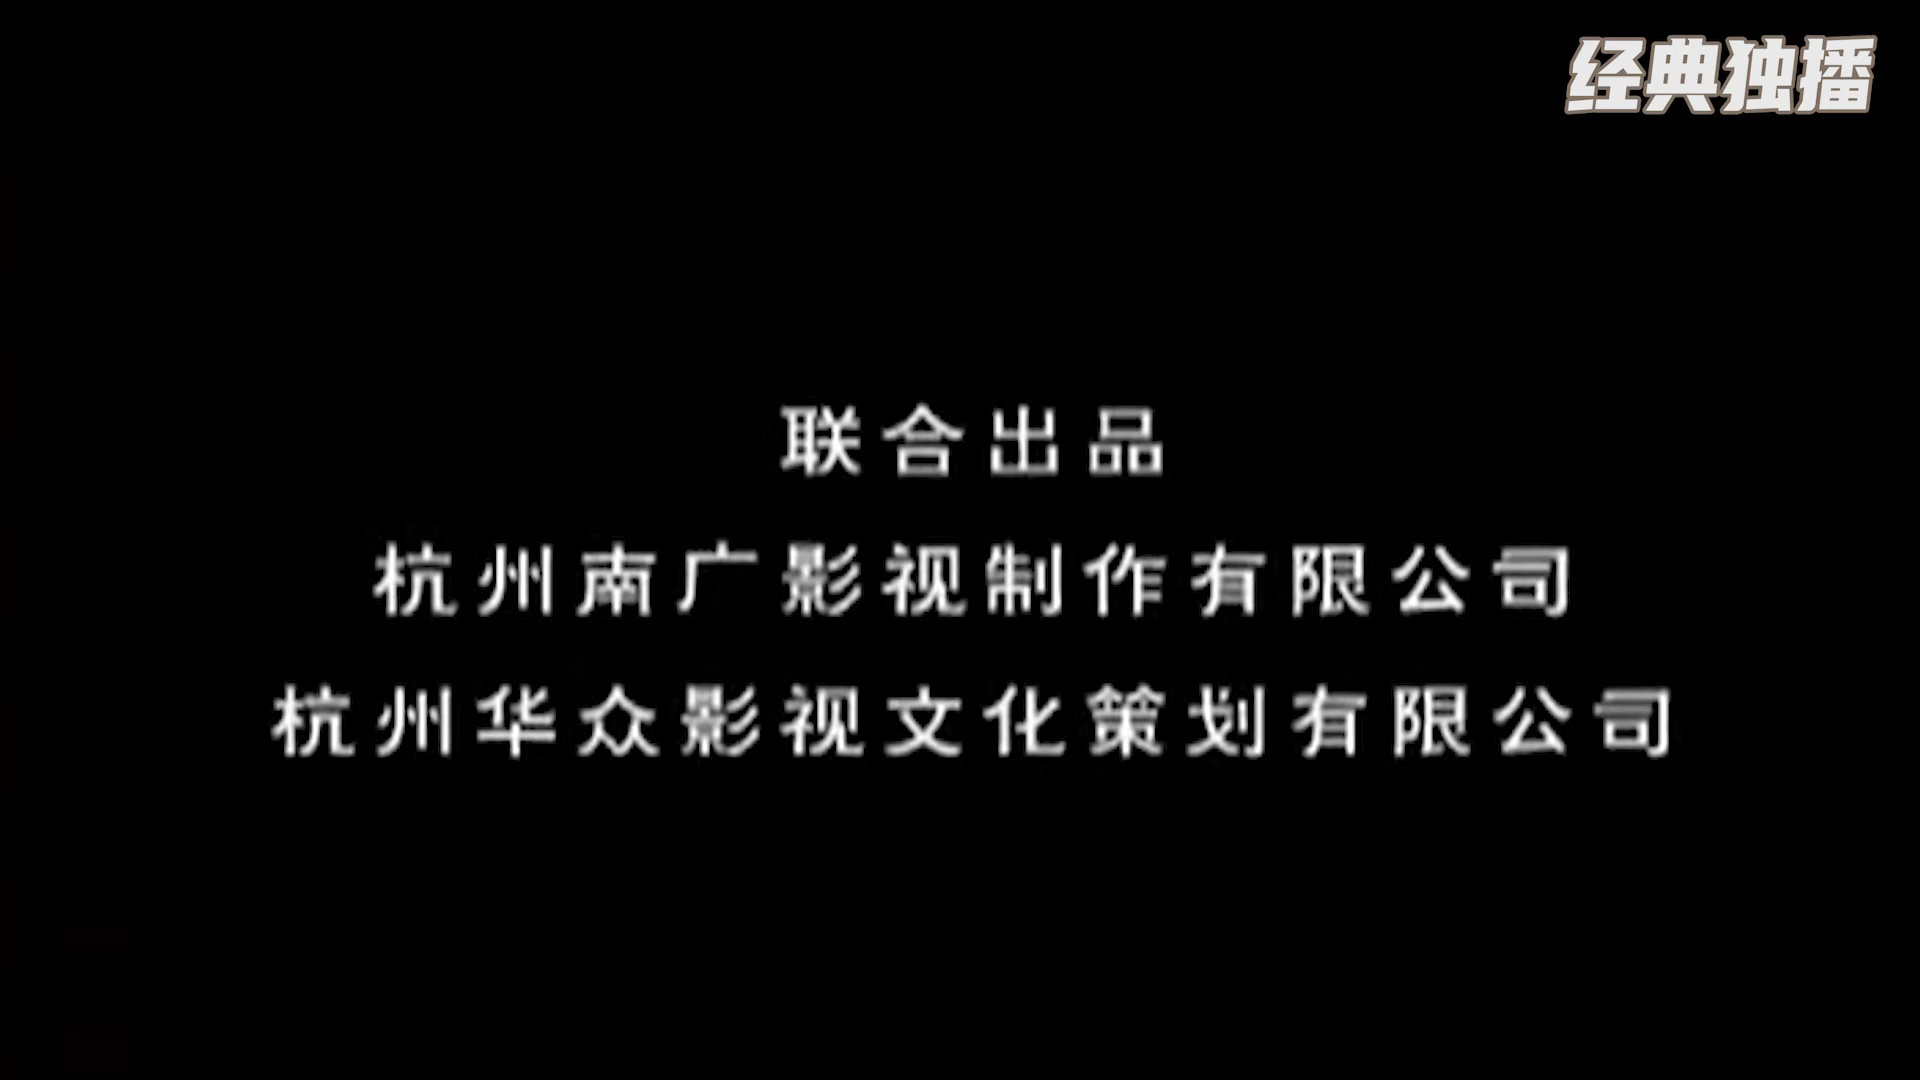 经典独播
联合出品
杭州南广影视制作有限公司
杭州华众影视文化策划有限公司